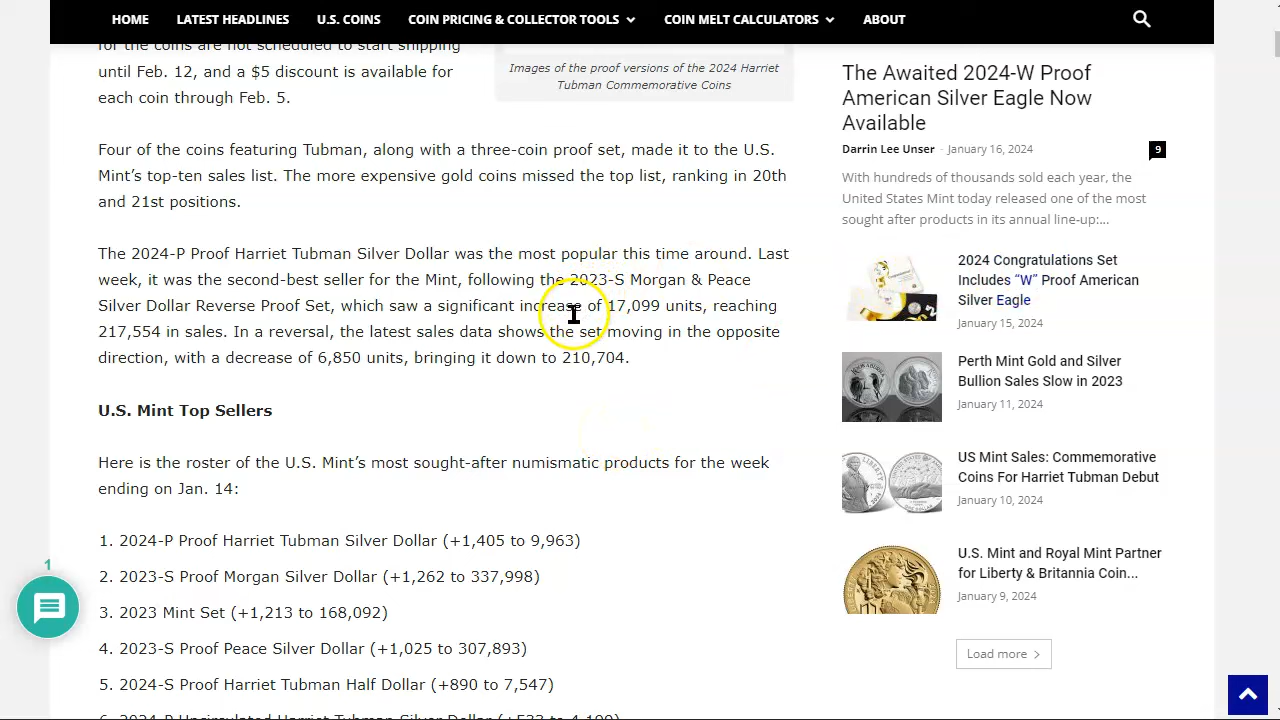 HOME
LATEST HEADLINES
U.S. COINS
COIN PRICING & COLLECTOR TOOLS
COIN MELT CALCULATORS
ABOUT
for the coins are not scheduled to start shipping
until Feb. 12, and a $5 discount is available for
each coin through Feb. 5.
Images of the proof versions of the 2024 Harriet
Tubman Commemorative Coins
Four of the coins featuring Tubman, along with a three-coin proof set, made it to the U.S.
Mint’s top-ten sales list. The more expensive gold coins missed the top list, ranking in 20th
and 21st positions.
The 2024-P Proof Harriet Tubman Silver Dollar was the most popular this time around. Last
week, it was the second-best seller for the Mint, following the 2023-S Morgan & Peace
Silver Dollar Reverse Proof Set, which saw a significant increase of 17,099 units, reaching
217,554 in sales. In a reversal, the latest sales data shows the set moving in the opposite
direction, with a decrease of 6,850 units, bringing it down to 210,704.
U.S. Mint Top Sellers
Here is the roster of the U.S. Mint’s most sought-after numismatic products for the week
ending on Jan. 14:
1. 2024-P Proof Harriet Tubman Silver Dollar (+1,405 to 9,963)
2. 2023-S Proof Morgan Silver Dollar (+1,262 to 337,998)
3. 2023 Mint Set (+1,213 to 168,092)
4. 2023-S Proof Peace Silver Dollar (+1,025 to 307,893)
5. 2024-S Proof Harriet Tubman Half Dollar (+890 to 7,547)
6. 2024-P Uncirculated Harriet Tubman Silver Dollar (+533 to 4,190)
1
The Awaited 2024-W Proof
American Silver Eagle Now
Available
Darrin Lee Unser - January 16, 2024
9
With hundreds of thousands sold each year, the
United States Mint today released one of the most
sought after products in its annual line-up:...
2024 Congratulations Set
Includes “W” Proof American
Silver Eagle
January 15, 2024
Perth Mint Gold and Silver
Bullion Sales Slow in 2023
January 11, 2024
US Mint Sales: Commemorative
Coins For Harriet Tubman Debut
January 10, 2024
U.S. Mint and Royal Mint Partner
for Liberty & Britannia Coin...
January 9, 2024
Load more